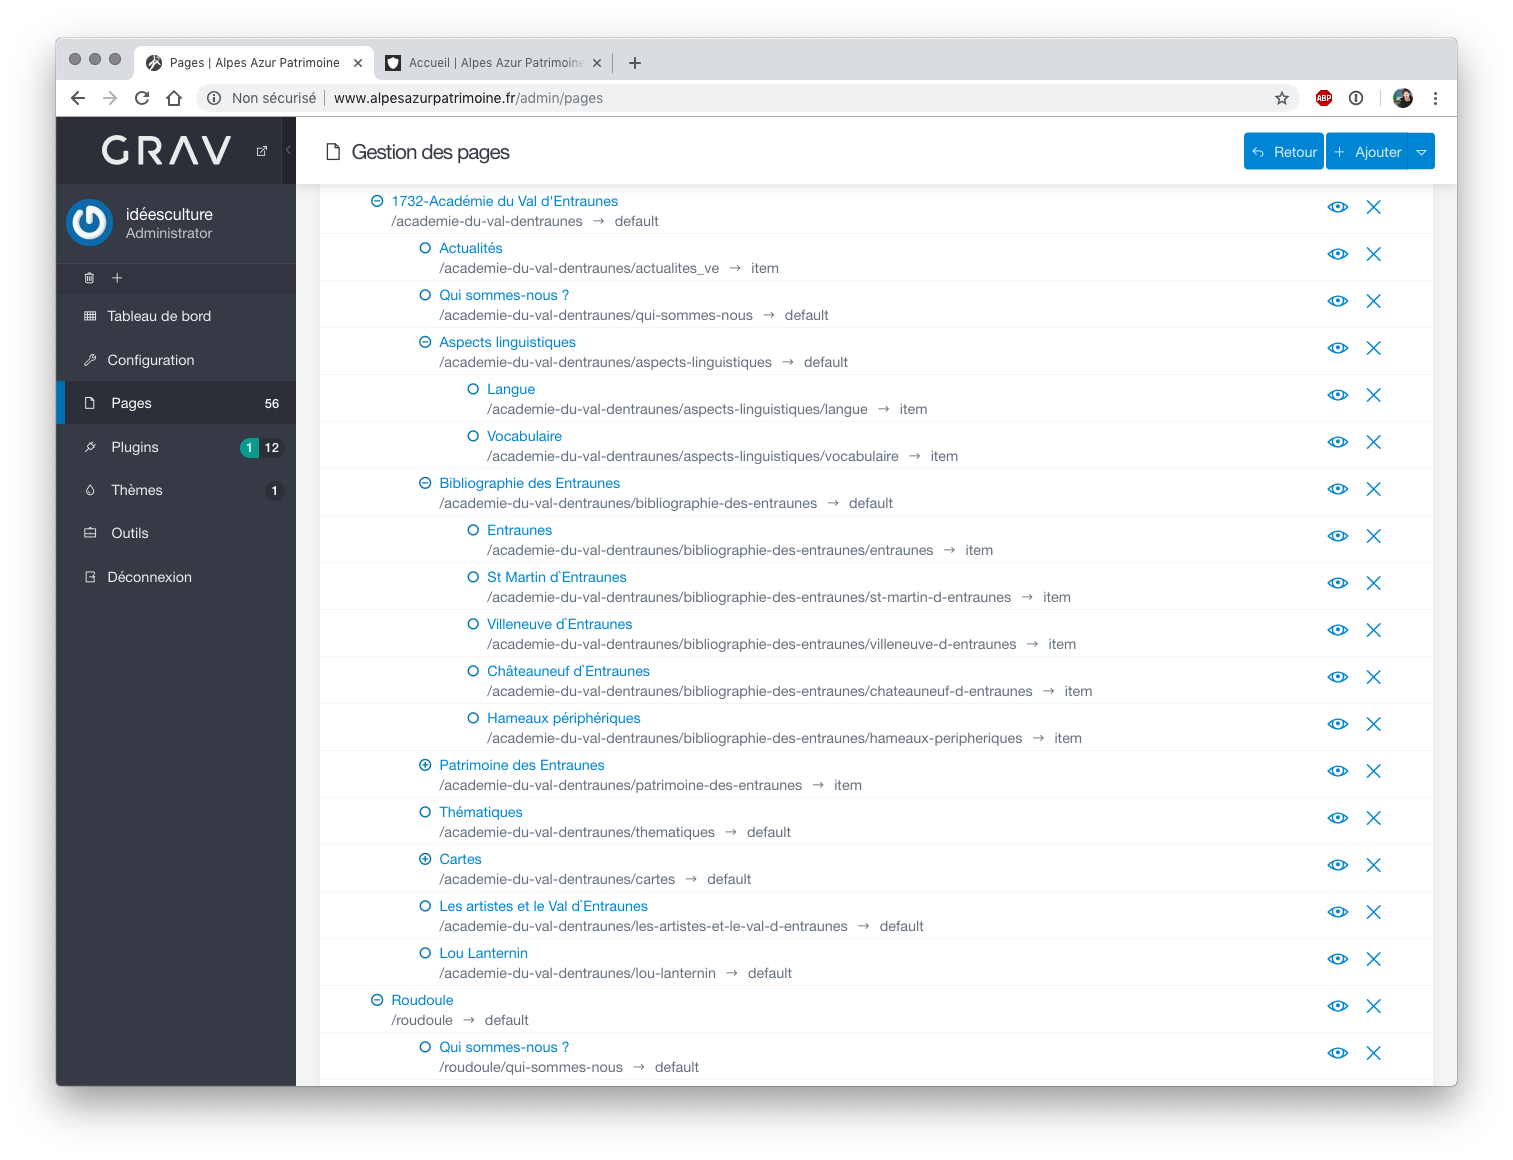 Pages | Alpes Azur Patrimoine
Accueil | Alpes Azur Patrimoine
Non sécurisé
www.alpesazurpatrimoine.fr/admin/pages
ABP
GRAV
Gestion des pages
Retour
Ajouter
idéesculture
Administrator
Tableau de bord
Configuration
Pages 56
Plugins 1 12
Thèmes 1
Outils
Déconnexion
1732-Académie du Val d'Entraunes
/academie-du-val-dentraunes → default
Actualités
/academie-du-val-dentraunes/actualites_ve → item
Qui sommes-nous ?
/academie-du-val-dentraunes/qui-sommes-nous → default
Aspects linguistiques
/academie-du-val-dentraunes/aspects-linguistiques → default
Langue
/academie-du-val-dentraunes/aspects-linguistiques/langue → item
Vocabulaire
/academie-du-val-dentraunes/aspects-linguistiques/vocabulaire → item
Bibliographie des Entraunes
/academie-du-val-dentraunes/bibliographie-des-entraunes → default
Entraunes
/academie-du-val-dentraunes/bibliographie-des-entraunes/entraunes → item
St Martin d`Entraunes
/academie-du-val-dentraunes/bibliographie-des-entraunes/st-martin-d-entraunes → item
Villeneuve d`Entraunes
/academie-du-val-dentraunes/bibliographie-des-entraunes/villeneuve-d-entraunes → item
Châteauneuf d`Entraunes
/academie-du-val-dentraunes/bibliographie-des-entraunes/chateauneuf-d-entraunes → item
Hameaux périphériques
/academie-du-val-dentraunes/bibliographie-des-entraunes/hameaux-peripheriques → item
Patrimoine des Entraunes
/academie-du-val-dentraunes/patrimoine-des-entraunes → item
Thématiques
/academie-du-val-dentraunes/thematiques → default
Cartes
/academie-du-val-dentraunes/cartes → default
Les artistes et le Val d`Entraunes
/academie-du-val-dentraunes/les-artistes-et-le-val-d-entraunes → default
Lou Lanternin
/academie-du-val-dentraunes/lou-lanternin → default
Roudoule
/roudoule → default
Qui sommes-nous ?
/roudoule/qui-sommes-nous → default